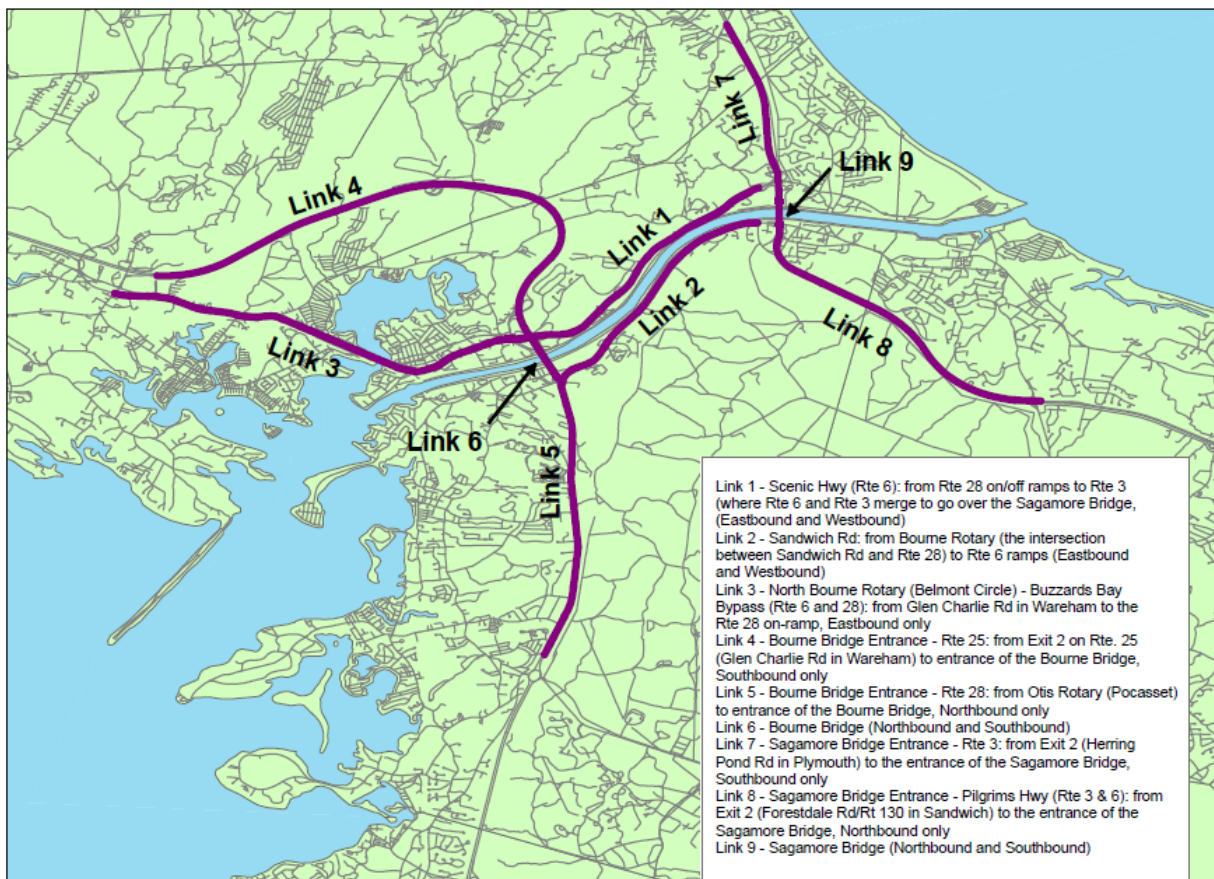 Link 7
Link 9
Link 4
Link 1
Link 2
Link 3
Link 8
Link 6
Link 5
Link 1 - Scenic Hwy (Rte 6): from Rte 28 on/off ramps to Rte 3
(where Rte 6 and Rte 3 merge to go over the Sagamore Bridge,
(Eastbound and Westbound)
Link 2 - Sandwich Rd: from Bourne Rotary (the intersection
between Sandwich Rd and Rte 28) to Rte 6 ramps (Eastbound
and Westbound)
Link 3 - North Bourne Rotary (Belmont Circle) - Buzzards Bay
Bypass (Rte 6 and 28): from Glen Charlie Rd in Wareham to the
Rte 28 on-ramp, Eastbound only
Link 4 - Bourne Bridge Entrance - Rte 25: from Exit 2 on Rte. 25
(Glen Charlie Rd in Wareham) to entrance of the Bourne Bridge,
Southbound only
Link 5 - Bourne Bridge Entrance - Rte 28: from Otis Rotary (Pocasset)
to entrance of the Bourne Bridge, Northbound only
Link 6 - Bourne Bridge (Northbound and Southbound)
Link 7 - Sagamore Bridge Entrance - Rte 3: from Exit 2 (Herring
Pond Rd in Plymouth) to the entrance of the Sagamore Bridge,
Southbound only
Link 8 - Sagamore Bridge Entrance - Pilgrims Hwy (Rte 3 & 6): from
Exit 2 (Forestdale Rd/Rt 130 in Sandwich) to the entrance of the
Sagamore Bridge, Northbound only
Link 9 - Sagamore Bridge (Northbound and Southbound)